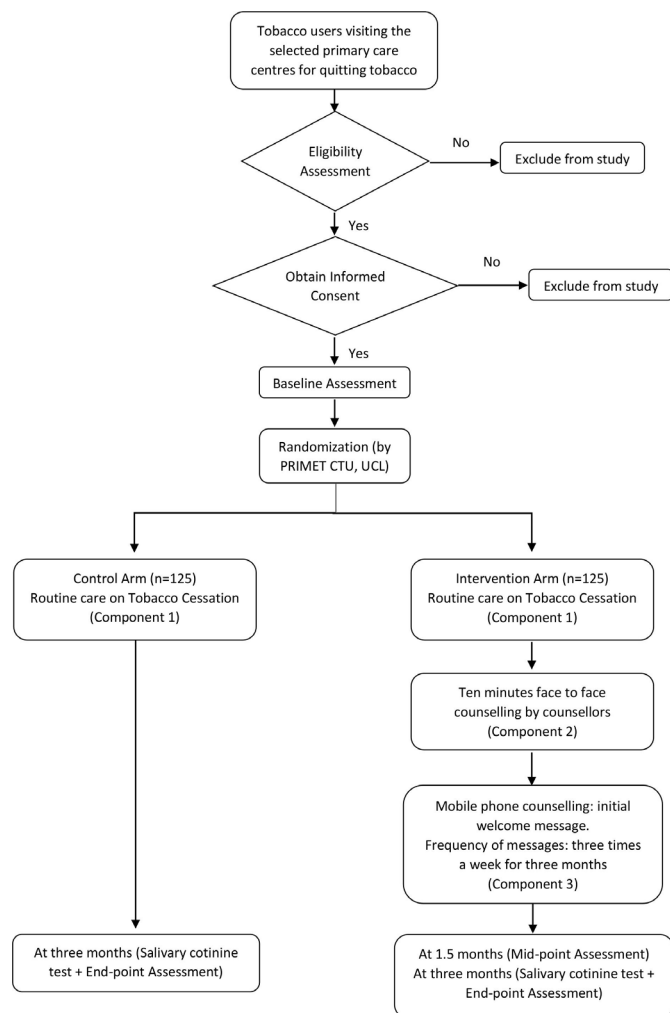 Tobacco users visiting the
selected primary care
centres for quitting tobacco
Eligibility
Assessment
No
Exclude from study
Yes
Obtain Informed
Consent
No
Exclude from study
Yes
Baseline Assessment
Randomization (by
PRIMET CTU, UCL)
Control Arm (n=125)
Routine care on Tobacco Cessation
(Component 1)
Intervention Arm (n=125)
Routine care on Tobacco Cessation
(Component 1)
Ten minutes face to face
counselling by counsellors
(Component 2)
Mobile phone counselling: initial
welcome message.
Frequency of messages: three times
a week for three months
(Component 3)
At three months (Salivary cotinine
test + End-point Assessment)
At 1.5 months (Mid-point Assessment)
At three months (Salivary cotinine test +
End-point Assessment)